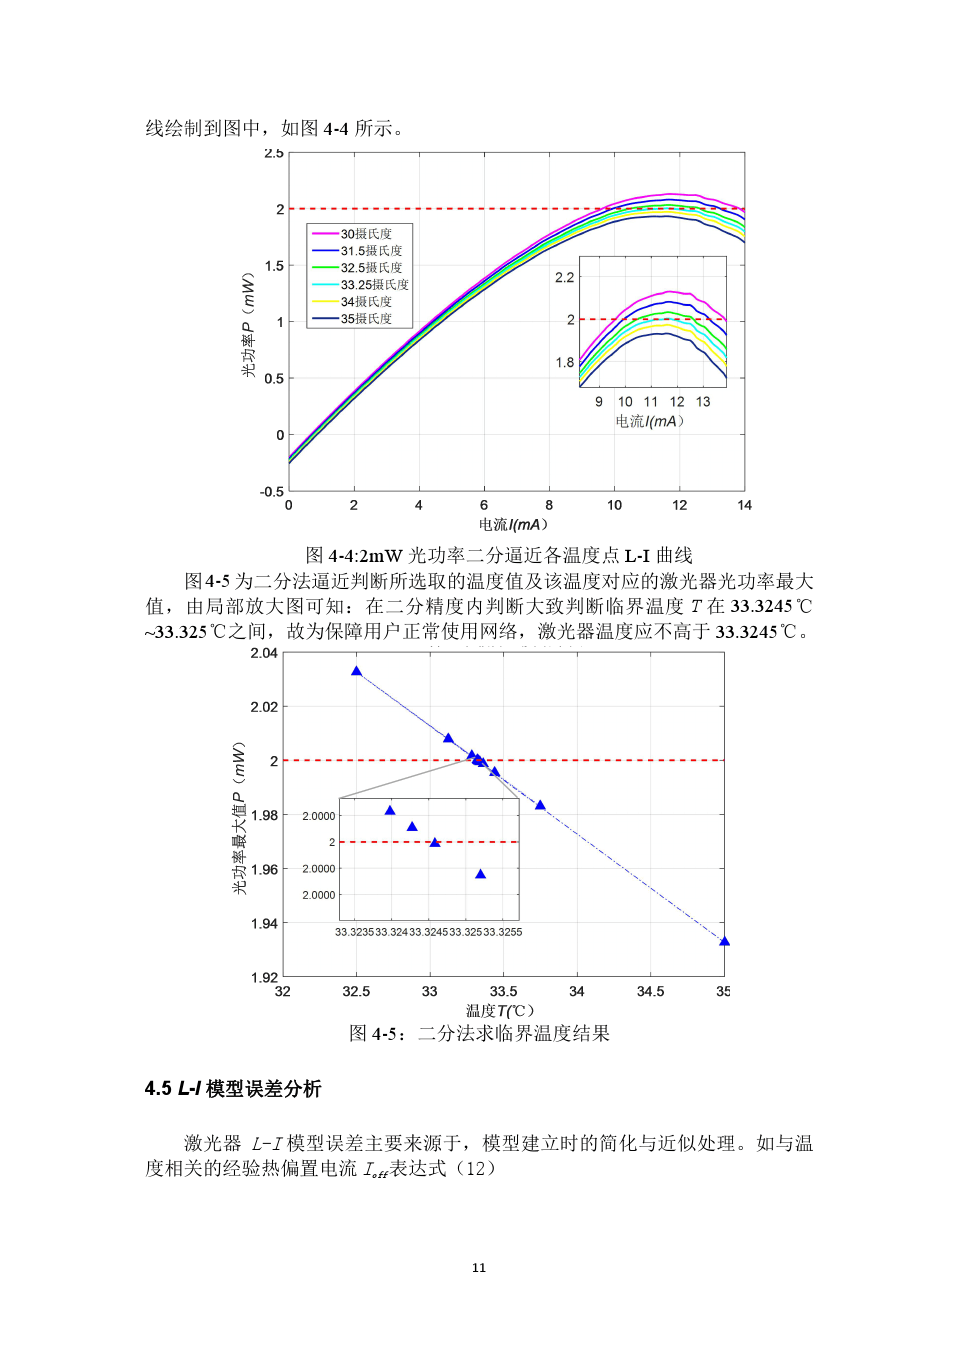 线绘制到图中，如图 4-4 所示。
2.5
2
1.5
1
0.5
0
-0.5
光功率P（mW）
30摄氏度
31.5摄氏度
32.5摄氏度
33.25摄氏度
34摄氏度
35摄氏度
2.2
2
1.8
9 10 11 12 13
电流I(mA）
0 2 4 6 8 10 12 14
电流I(mA）
图 4-4:2mW 光功率二分逼近各温度点 L-I 曲线
图4-5 为二分法逼近判断所选取的温度值及该温度对应的激光器光功率最大
值，由局部放大图可知：在二分精度内判断大致判断临界温度 T 在 33.3245℃
~33.325℃之间，故为保障用户正常使用网络，激光器温度应不高于 33.3245℃。
2.04
2.02
2
1.98
1.96
1.94
1.92
光功率最大值P（mW）
2.0000
2
2.0000
2.0000
33.3235 33.324 33.3245 33.325 33.3255
32 32.5 33 33.5 34 34.5 35
温度T(℃）
图 4-5：二分法求临界温度结果
4.5 L-I 模型误差分析
激光器 L-I 模型误差主要来源于，模型建立时的简化与近似处理。如与温
度相关的经验热偏置电流 Ioff表达式（12）
11